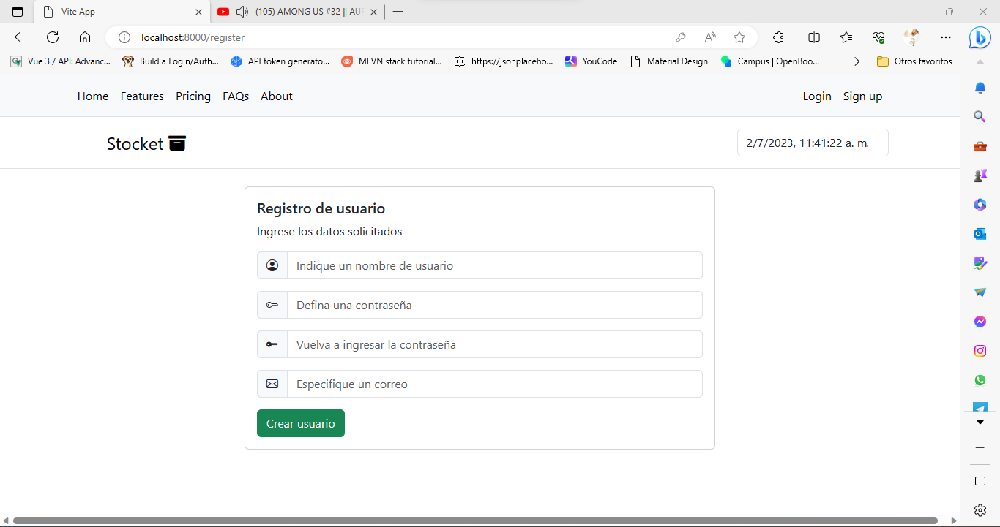 Vite App
(105) AMONG US #32 || AUF
localhost:8000/register
Vue 3 / API: Advanc...
Build a Login/Auth...
API token generato...
MEVN stack tutorial...
https://jsonplaceho...
YouCode
Material Design
Campus | OpenBoo...
Otros favoritos
Home Features Pricing FAQs About
Login Sign up
Stocket
2/7/2023, 11:41:22 a. m.
Registro de usuario
Ingrese los datos solicitados
Indique un nombre de usuario
Defina una contraseña
Vuelva a ingresar la contraseña
Especifique un correo
Crear usuario